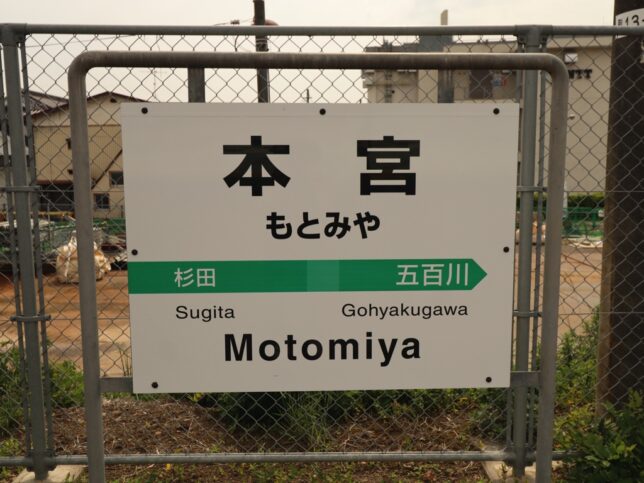 本宮
もとみや
杉田 五百川
Sugita Gohyakugawa
Motomiya